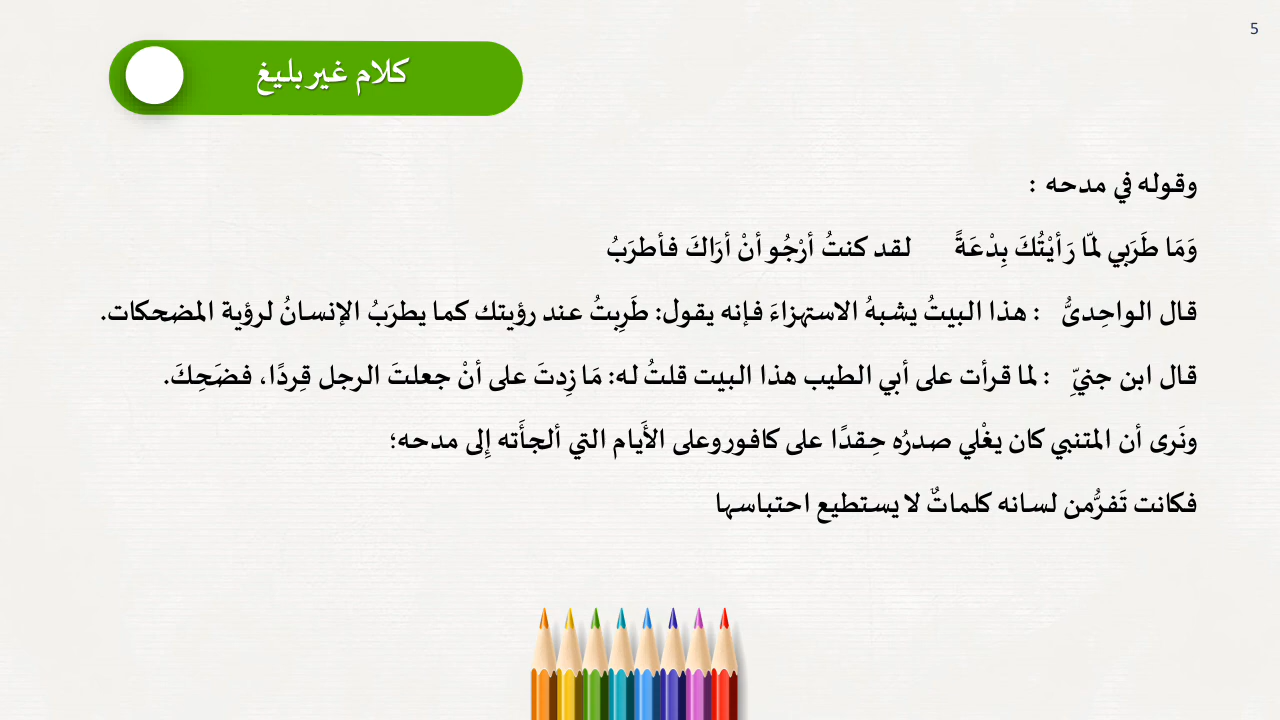 5
كلام غير بليغ
وقوله في مدحه :
وَمَا طَرَبِي لمّا رَأيْتُكَ بِدْعَةً لقد كنتُ أرْجُو أنْ أرَاكَ فأطرَبُ
قال الواحِدىُّ : هذا البيتُ يشبهُ الاستهزاءَ فإنه يقول: طَرِبتُ عند رؤيتك كما يطرَبُ الإنسانُ لرؤية المضحكات.
قال ابن جنيّ : لما قرأت على أبي الطيب هذا البيت قلتُ له: مَا زِدتَ على أنْ جعلتَ الرجل قِردًا، فضَحِكَ.
ونَرى أن المتنبي كان يغْلي صدرُه حِقدًا على كافور وعلى الأَيام التي ألجأَته إِلى مدحه؛
فكانت تَفرُّ من لسانه كلماتٌ لا يستطيع احتباسها